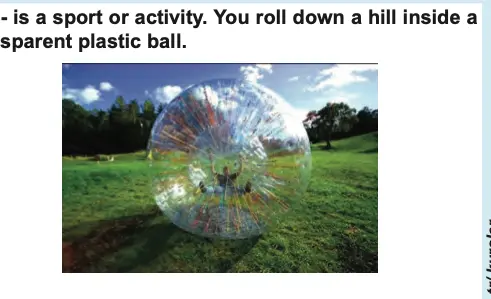 - is a sport or activity. You roll down a hill inside a
sparent plastic ball.